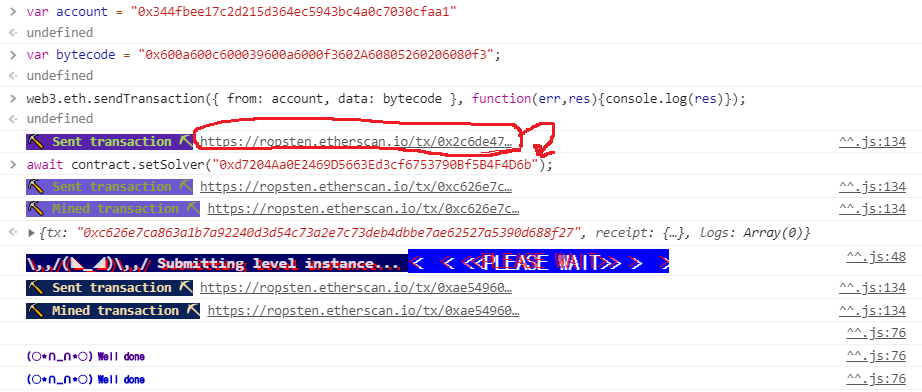 > var account = "0x344fbee17c2d215d364ec5943bc4a0c7030cfaa1"
undefined
> var bytecode = "0x600a600c600039600a6000f3602A60805260206080f3";
undefined
> web3.eth.sendTransaction({ from: account, data: bytecode }, function(err,res){console.log(res)});
undefined
Sent transaction https://ropsten.etherscan.io/tx/0x2c6de47… ^^.js:134
> await contract.setSolver("0xd7204Aa0E2469D5663Ed3cf6753790Bf5B4F4D6b");
Sent transaction https://ropsten.etherscan.io/tx/0xc626e7c… ^^.js:134
Mined transaction https://ropsten.etherscan.io/tx/0xc626e7c… ^^.js:134
{tx: "0xc626e7ca863a1b7a92240d3d54c73a2e7c73deb4dbbe7ae62527a5390d688f27", receipt: {…}, logs: Array(0)}
\,,/(◣_◢)\,,/ Submitting level instance... < < <<PLEASE WAIT>> > > ^^.js:48
Sent transaction https://ropsten.etherscan.io/tx/0xae54960… ^^.js:134
Mined transaction https://ropsten.etherscan.io/tx/0xae54960… ^^.js:134
^^.js:76
(○*∩_∩*○) Well done ^^.js:76
(○*∩_∩*○) Well done ^^.js:76